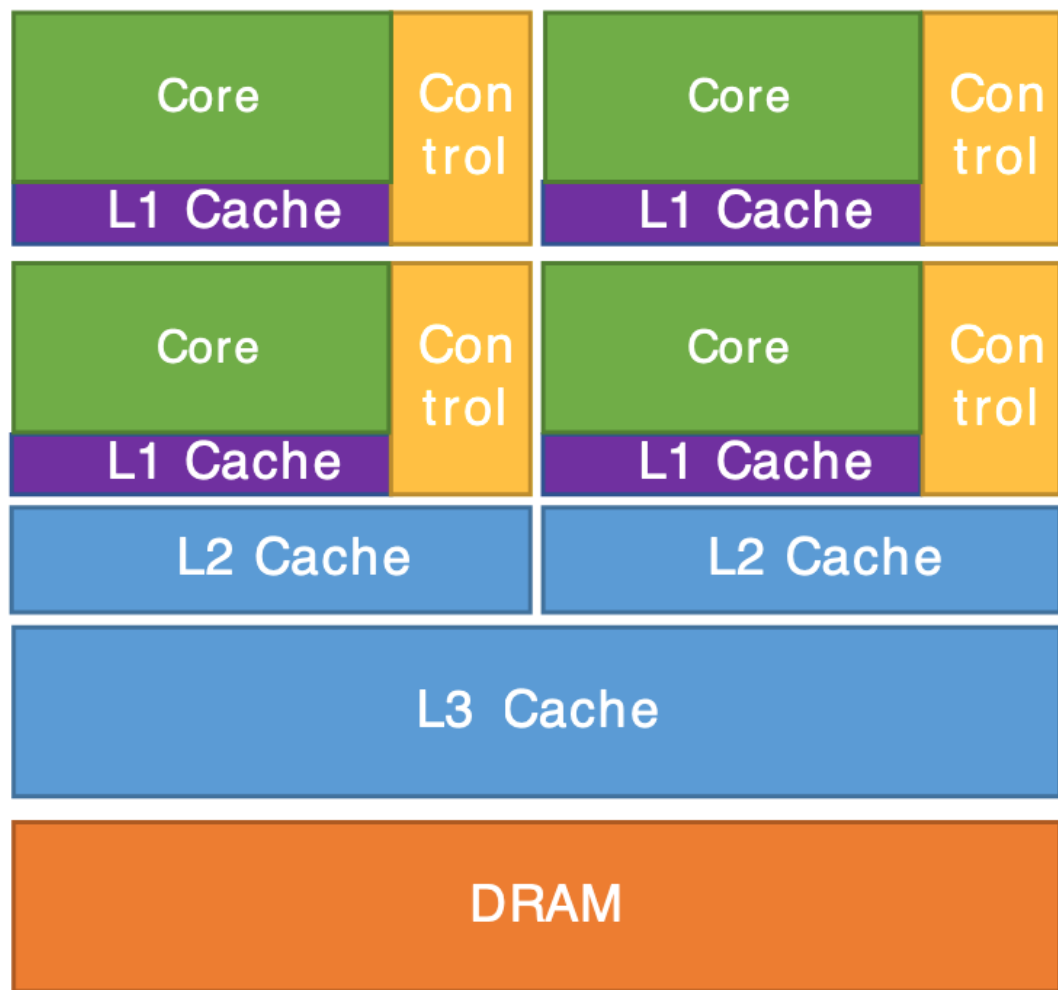 Core
Con
trol
L1 Cache
Core
Con
trol
L1 Cache
Core
Con
trol
L1 Cache
Core
Con
trol
L1 Cache
L2 Cache
L2 Cache
L3 Cache
DRAM